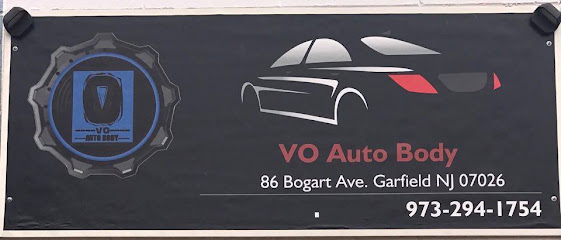 VO
AUTO BODY
VO Auto Body
86 Bogart Ave. Garfield NJ 07026
973-294-1754